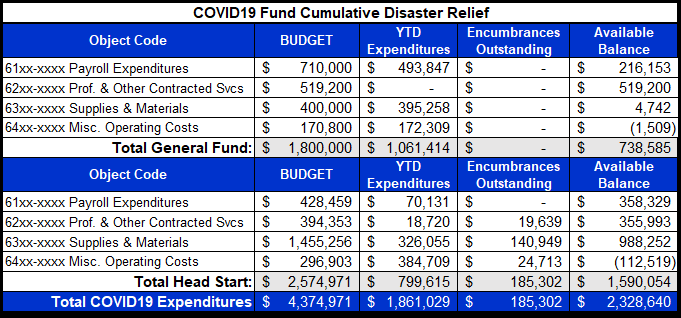 COVID19 Fund Cumulative Disaster Relief
Object Code BUDGET YTD Expenditures Encumbrances Outstanding Available Balance
61xx-xxxx Payroll Expenditures $ 710,000 $ 493,847 $ - $ 216,153
62xx-xxxx Prof. & Other Contracted Svcs $ 519,200 $ - $ - $ 519,200
63xx-xxxx Supplies & Materials $ 400,000 $ 395,258 $ - $ 4,742
64xx-xxxx Misc. Operating Costs $ 170,800 $ 172,309 $ - $ (1,509)
Total General Fund: $ 1,800,000 $ 1,061,414 $ - $ 738,585
Object Code BUDGET YTD Expenditures Encumbrances Outstanding Available Balance
61xx-xxxx Payroll Expenditures $ 428,459 $ 70,131 $ - $ 358,329
62xx-xxxx Prof. & Other Contracted Svcs $ 394,353 $ 18,720 $ 19,639 $ 355,993
63xx-xxxx Supplies & Materials $ 1,455,256 $ 326,055 $ 140,949 $ 988,252
64xx-xxxx Misc. Operating Costs $ 296,903 $ 384,709 $ 24,713 $ (112,519)
Total Head Start: $ 2,574,971 $ 799,615 $ 185,302 $ 1,590,054
Total COVID19 Expenditures $ 4,374,971 $ 1,861,029 $ 185,302 $ 2,328,640